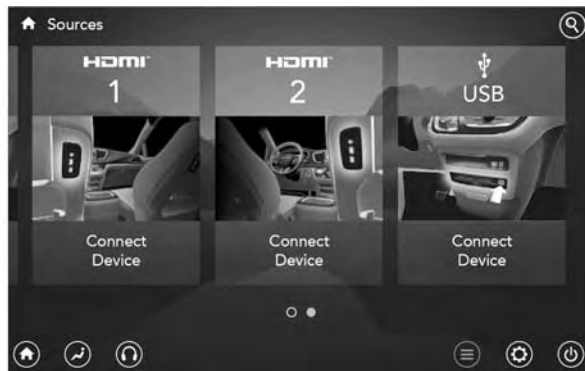 Sources
HDMI
1
Connect
Device
HDMI
2
Connect
Device
USB
Connect
Device